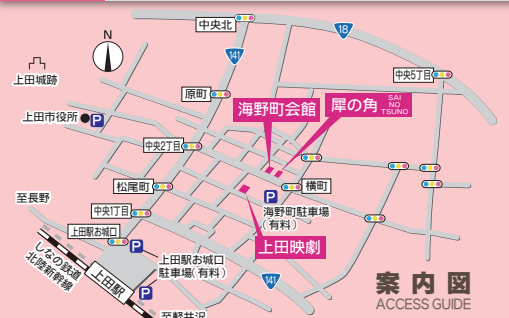 中央北
18
N
141
上田城跡
中央5丁目
原町
海野町会館
犀の角
SAI
NO
TSUNO
上田市役所
P
中央2丁目
松尾町
横町
P
至長野
中央1丁目
海野町駐車場
(有料)
上田駅お城口
上田映劇
P
しなの鉄道
北陸新幹線
上田駅お城口
駐車場(有料)
上田駅
141
P
案内図
ACCESS GUIDE
至軽井沢